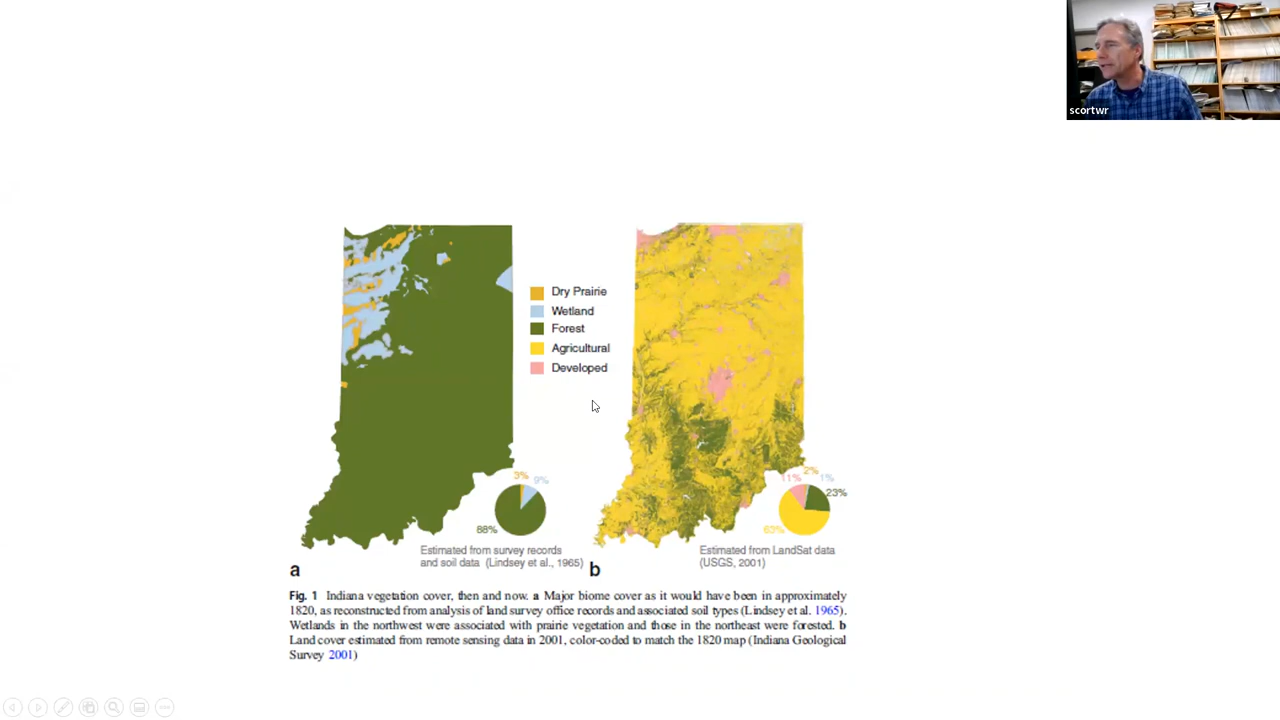 scortwr
Dry Prairie
Wetland
Forest
Agricultural
Developed
3%
9%
88%
2%
11%
1%
23%
63%
Estimated from survey records
and soil data (Lindsey et al., 1965)
Estimated from LandSat data
(USGS, 2001)
a
b
Fig. 1 Indiana vegetation cover, then and now. a Major biome cover as it would have been in approximately
1820, as reconstructed from analysis of land survey office records and associated soil types (Lindsey et al. 1965).
Wetlands in the northwest were associated with prairie vegetation and those in the northeast were forested. b
Land cover estimated from remote sensing data in 2001, color-coded to match the 1820 map (Indiana Geological
Survey 2001)